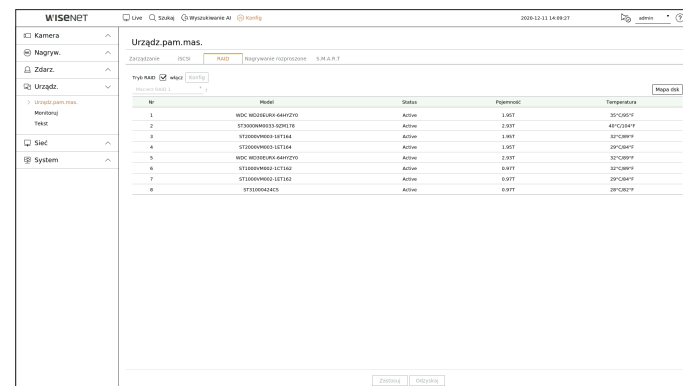 WISENET Live Szukaj Wyszukiwanie AI Konfig 2020-12-11 14:09:27 admin
Kamera
Nagryw.
Zdarz.
Urządz.
Urządz.pam.mas.
Monitoruj
Tekst
Sieć
System
Urządz.pam.mas.
Zarządzanie iSCSI RAID Nagrywanie rozproszone S.M.A.R.T
Tryb RAID włącz Konfig
Macierz RAID 1 Mapa dsk
Nr Model Status Pojemność Temperatura
1 WDC WD20EURX-64HYZY0 Active 1.95T 35°C/95°F
2 ST3000NM0033-9ZM178 Active 2.93T 40°C/104°F
3 ST2000VM003-1ET164 Active 1.95T 32°C/89°F
4 ST2000VM003-1ET164 Active 1.95T 29°C/84°F
5 WDC WD30EURX-64HYZY0 Active 2.93T 32°C/89°F
6 ST1000VM002-1CT162 Active 0.97T 32°C/89°F
7 ST1000VM002-1ET162 Active 0.97T 29°C/84°F
8 ST31000424CS Active 0.97T 28°C/82°F
Zastosuj Odzyskaj